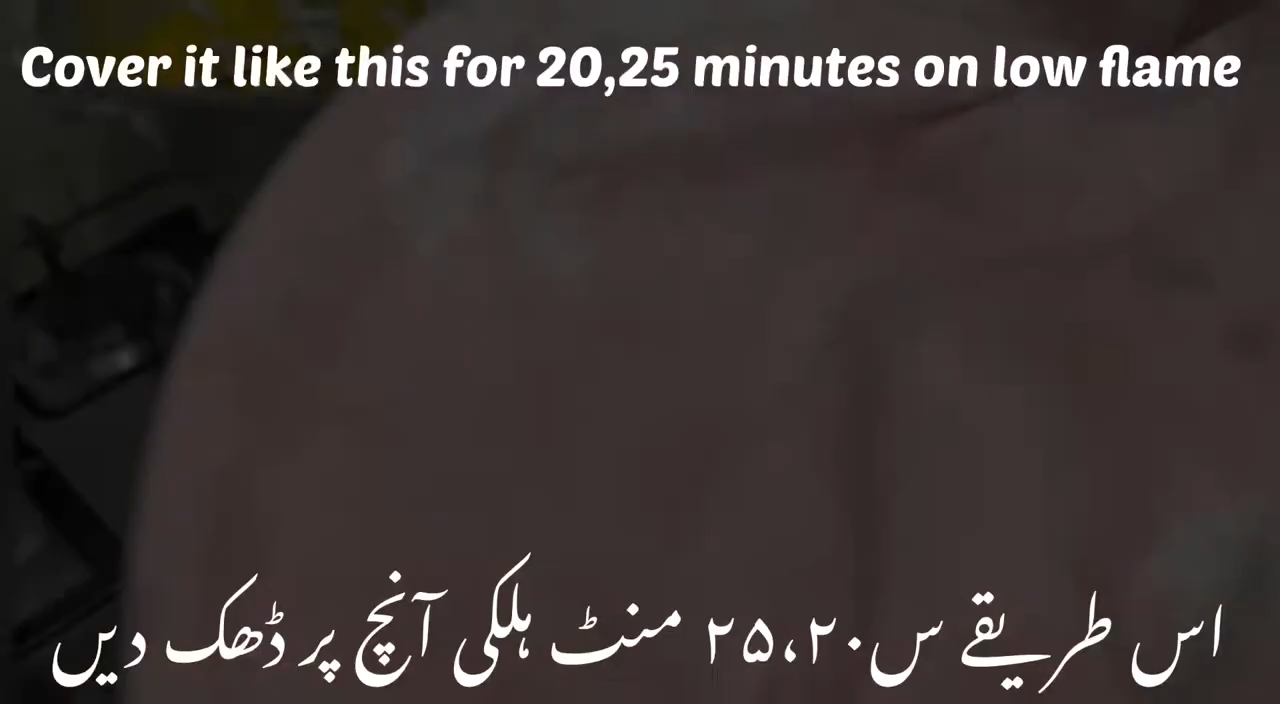 Cover it like this for 20,25 minutes on low flame
اس طریقے س۲۵،۲۰ منٹ ہلکی آنچ پر ڈھک دیں